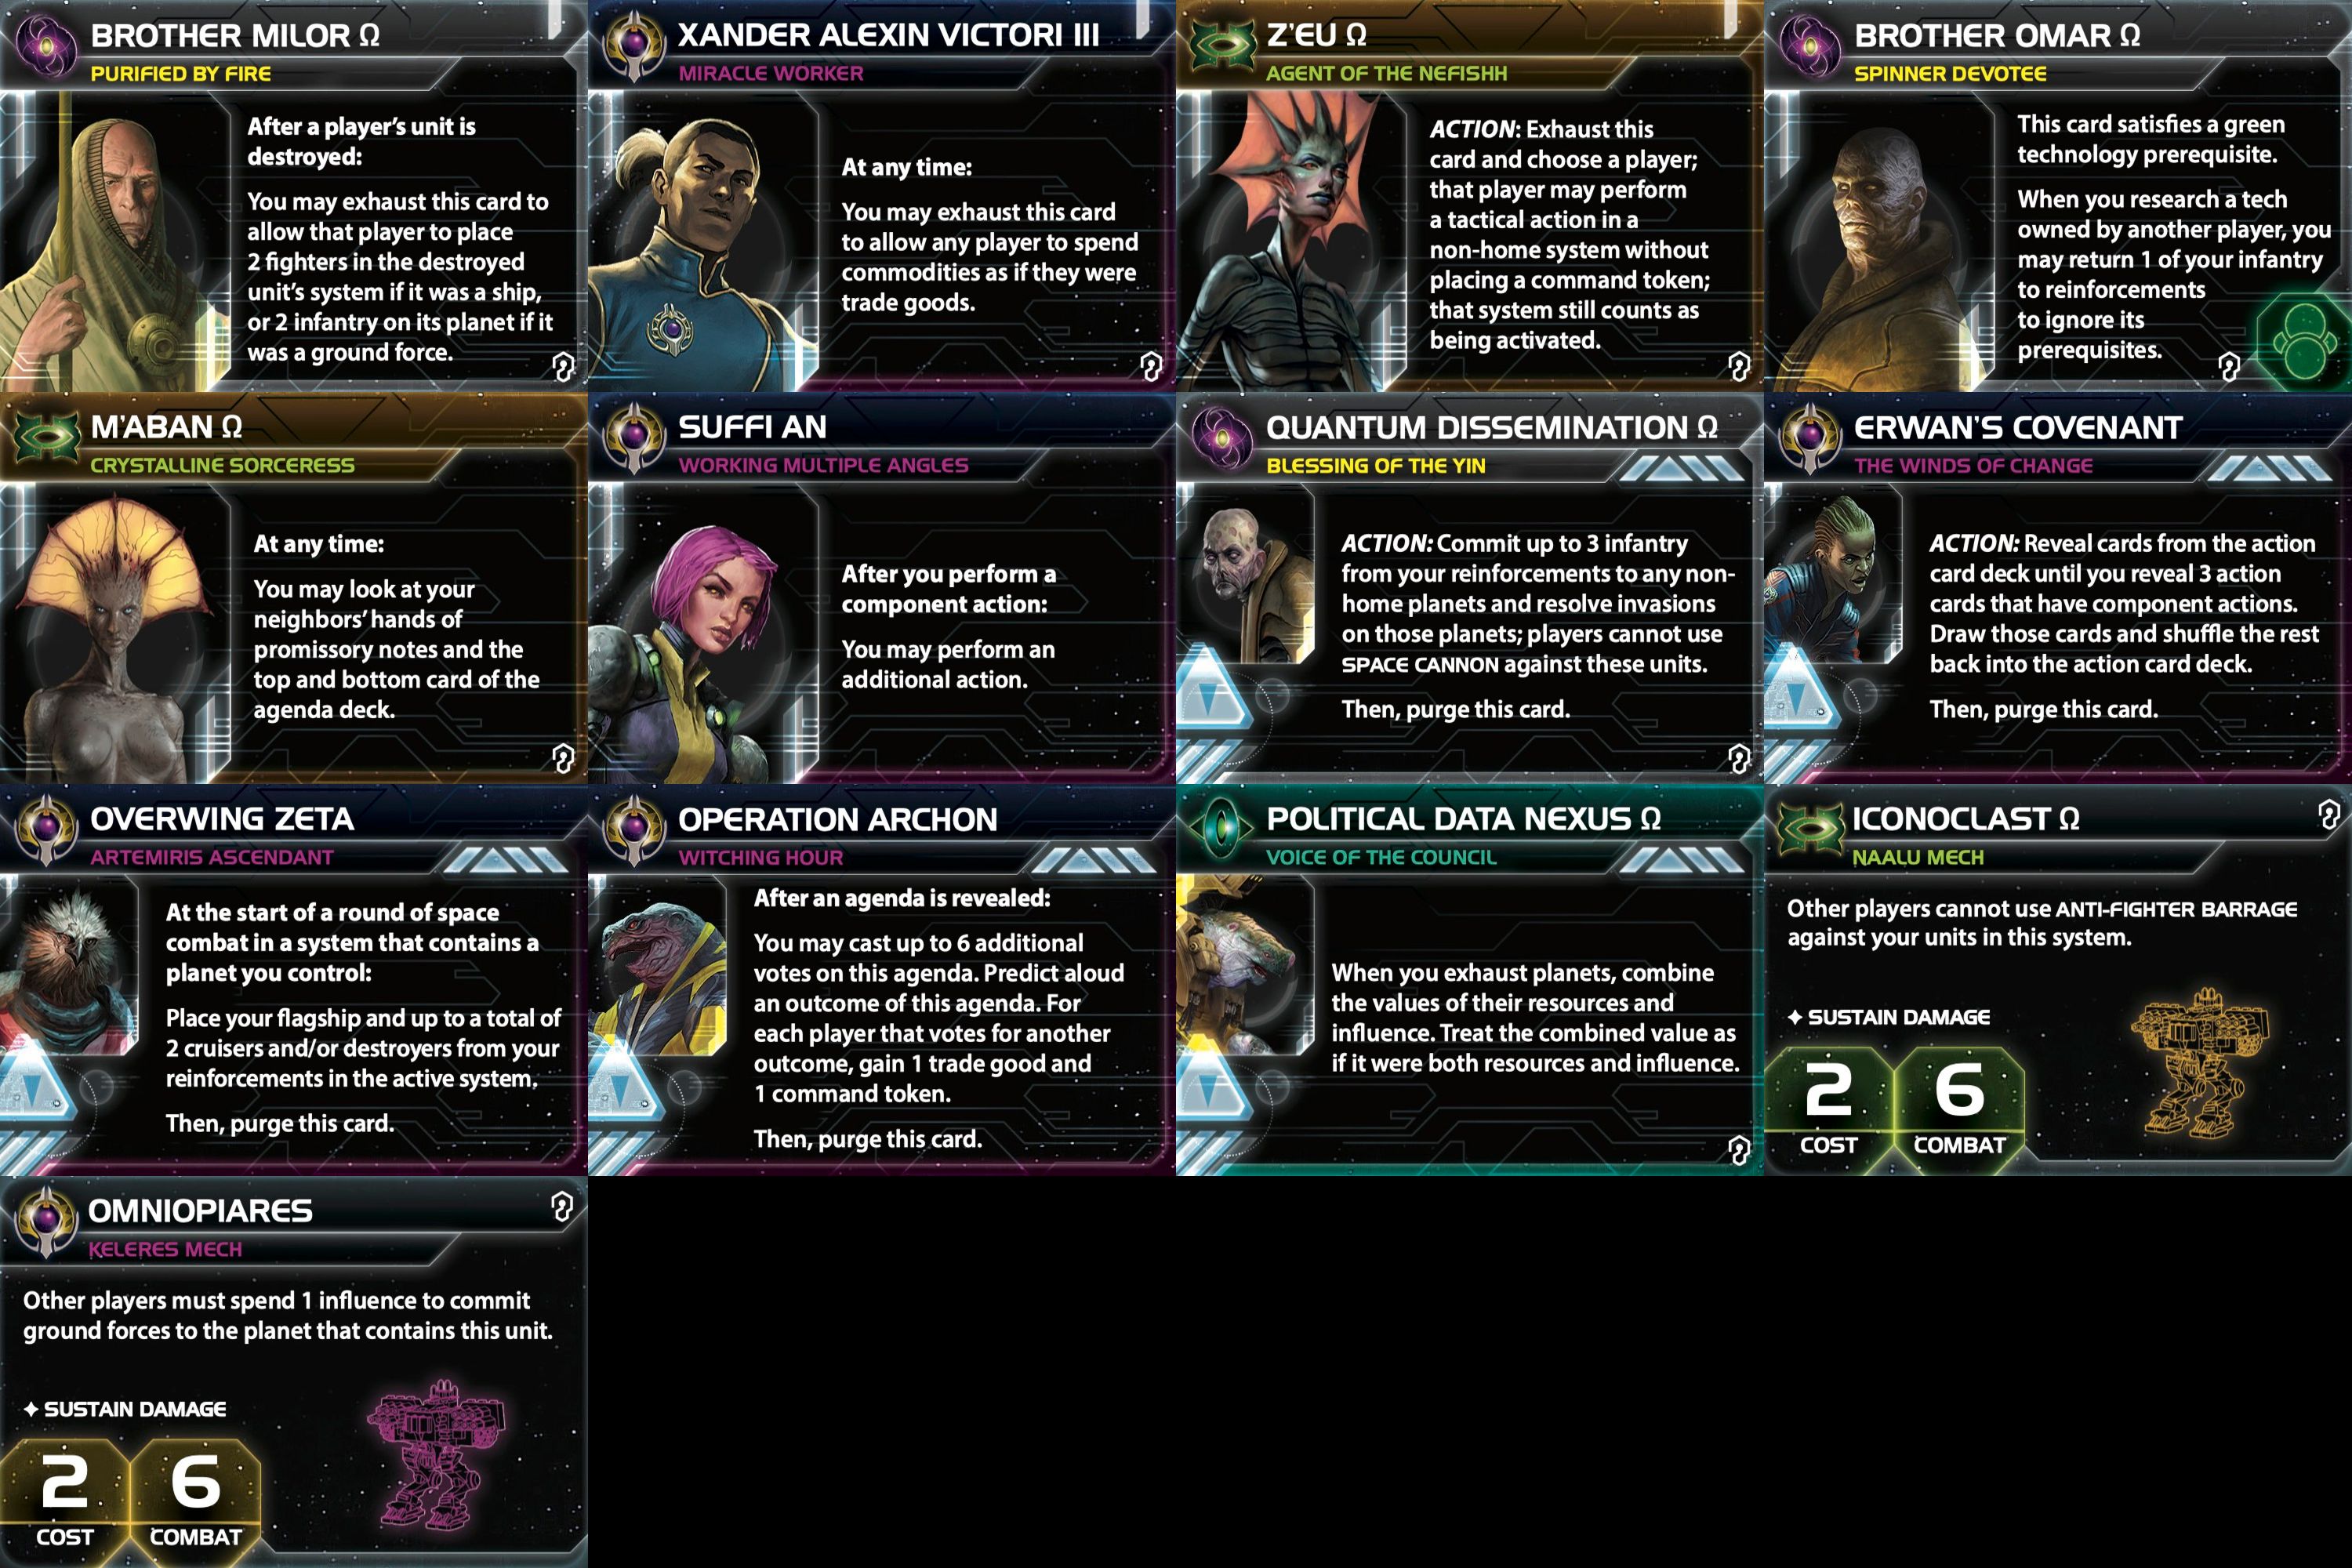 BROTHER MILOR Ω
PURIFIED BY FIRE
After a player's unit is
destroyed:
You may exhaust this card to
allow that player to place
2 fighters in the destroyed
unit's system if it was a ship,
or 2 infantry on its planet if it
was a ground force.
XANDER ALEXIN VICTORI III
MIRACLE WORKER
At any time:
You may exhaust this card
to allow any player to spend
commodities as if they were
trade goods.
Z'EU Ω
AGENT OF THE NEFISHH
ACTION: Exhaust this
card and choose a player;
that player may perform
a tactical action in a
non-home system without
placing a command token;
that system still counts as
being activated.
BROTHER OMAR Ω
SPINNER DEVOTEE
This card satisfies a green
technology prerequisite.
When you research a tech
owned by another player, you
may return 1 of your infantry
to reinforcements
to ignore its
prerequisites.
M'ABAN Ω
CRYSTALLINE SORCERESS
At any time:
You may look at your
neighbors' hands of
promissory notes and the
top and bottom card of the
agenda deck.
SUFFI AN
WORKING MULTIPLE ANGLES
After you perform a
component action:
You may perform an
additional action.
QUANTUM DISSEMINATION Ω
BLESSING OF THE YIN
ACTION: Commit up to 3 infantry
from your reinforcements to any non-
home planets and resolve invasions
on those planets; players cannot use
SPACE CANNON against these units.
Then, purge this card.
ERWAN'S COVENANT
THE WINDS OF CHANGE
ACTION: Reveal cards from the action
card deck until you reveal 3 action
cards that have component actions.
Draw those cards and shuffle the rest
back into the action card deck.
Then, purge this card.
OVERWING ZETA
ARTEMIRIS ASCENDANT
At the start of a round of space
combat in a system that contains a
planet you control:
Place your flagship and up to a total of
2 cruisers and/or destroyers from your
reinforcements in the active system.
Then, purge this card.
OPERATION ARCHON
WITCHING HOUR
After an agenda is revealed:
You may cast up to 6 additional
votes on this agenda. Predict aloud
an outcome of this agenda. For
each player that votes for another
outcome, gain 1 trade good and
1 command token.
Then, purge this card.
POLITICAL DATA NEXUS Ω
VOICE OF THE COUNCIL
When you exhaust planets, combine
the values of their resources and
influence. Treat the combined value as
if it were both resources and influence.
ICONOCLAST Ω
NAALU MECH
Other players cannot use ANTI-FIGHTER BARRAGE
against your units in this system.
SUSTAIN DAMAGE
2 6
COST COMBAT
OMNIOPIARES
KELERES MECH
Other players must spend 1 influence to commit
ground forces to the planet that contains this unit.
SUSTAIN DAMAGE
2 6
COST COMBAT